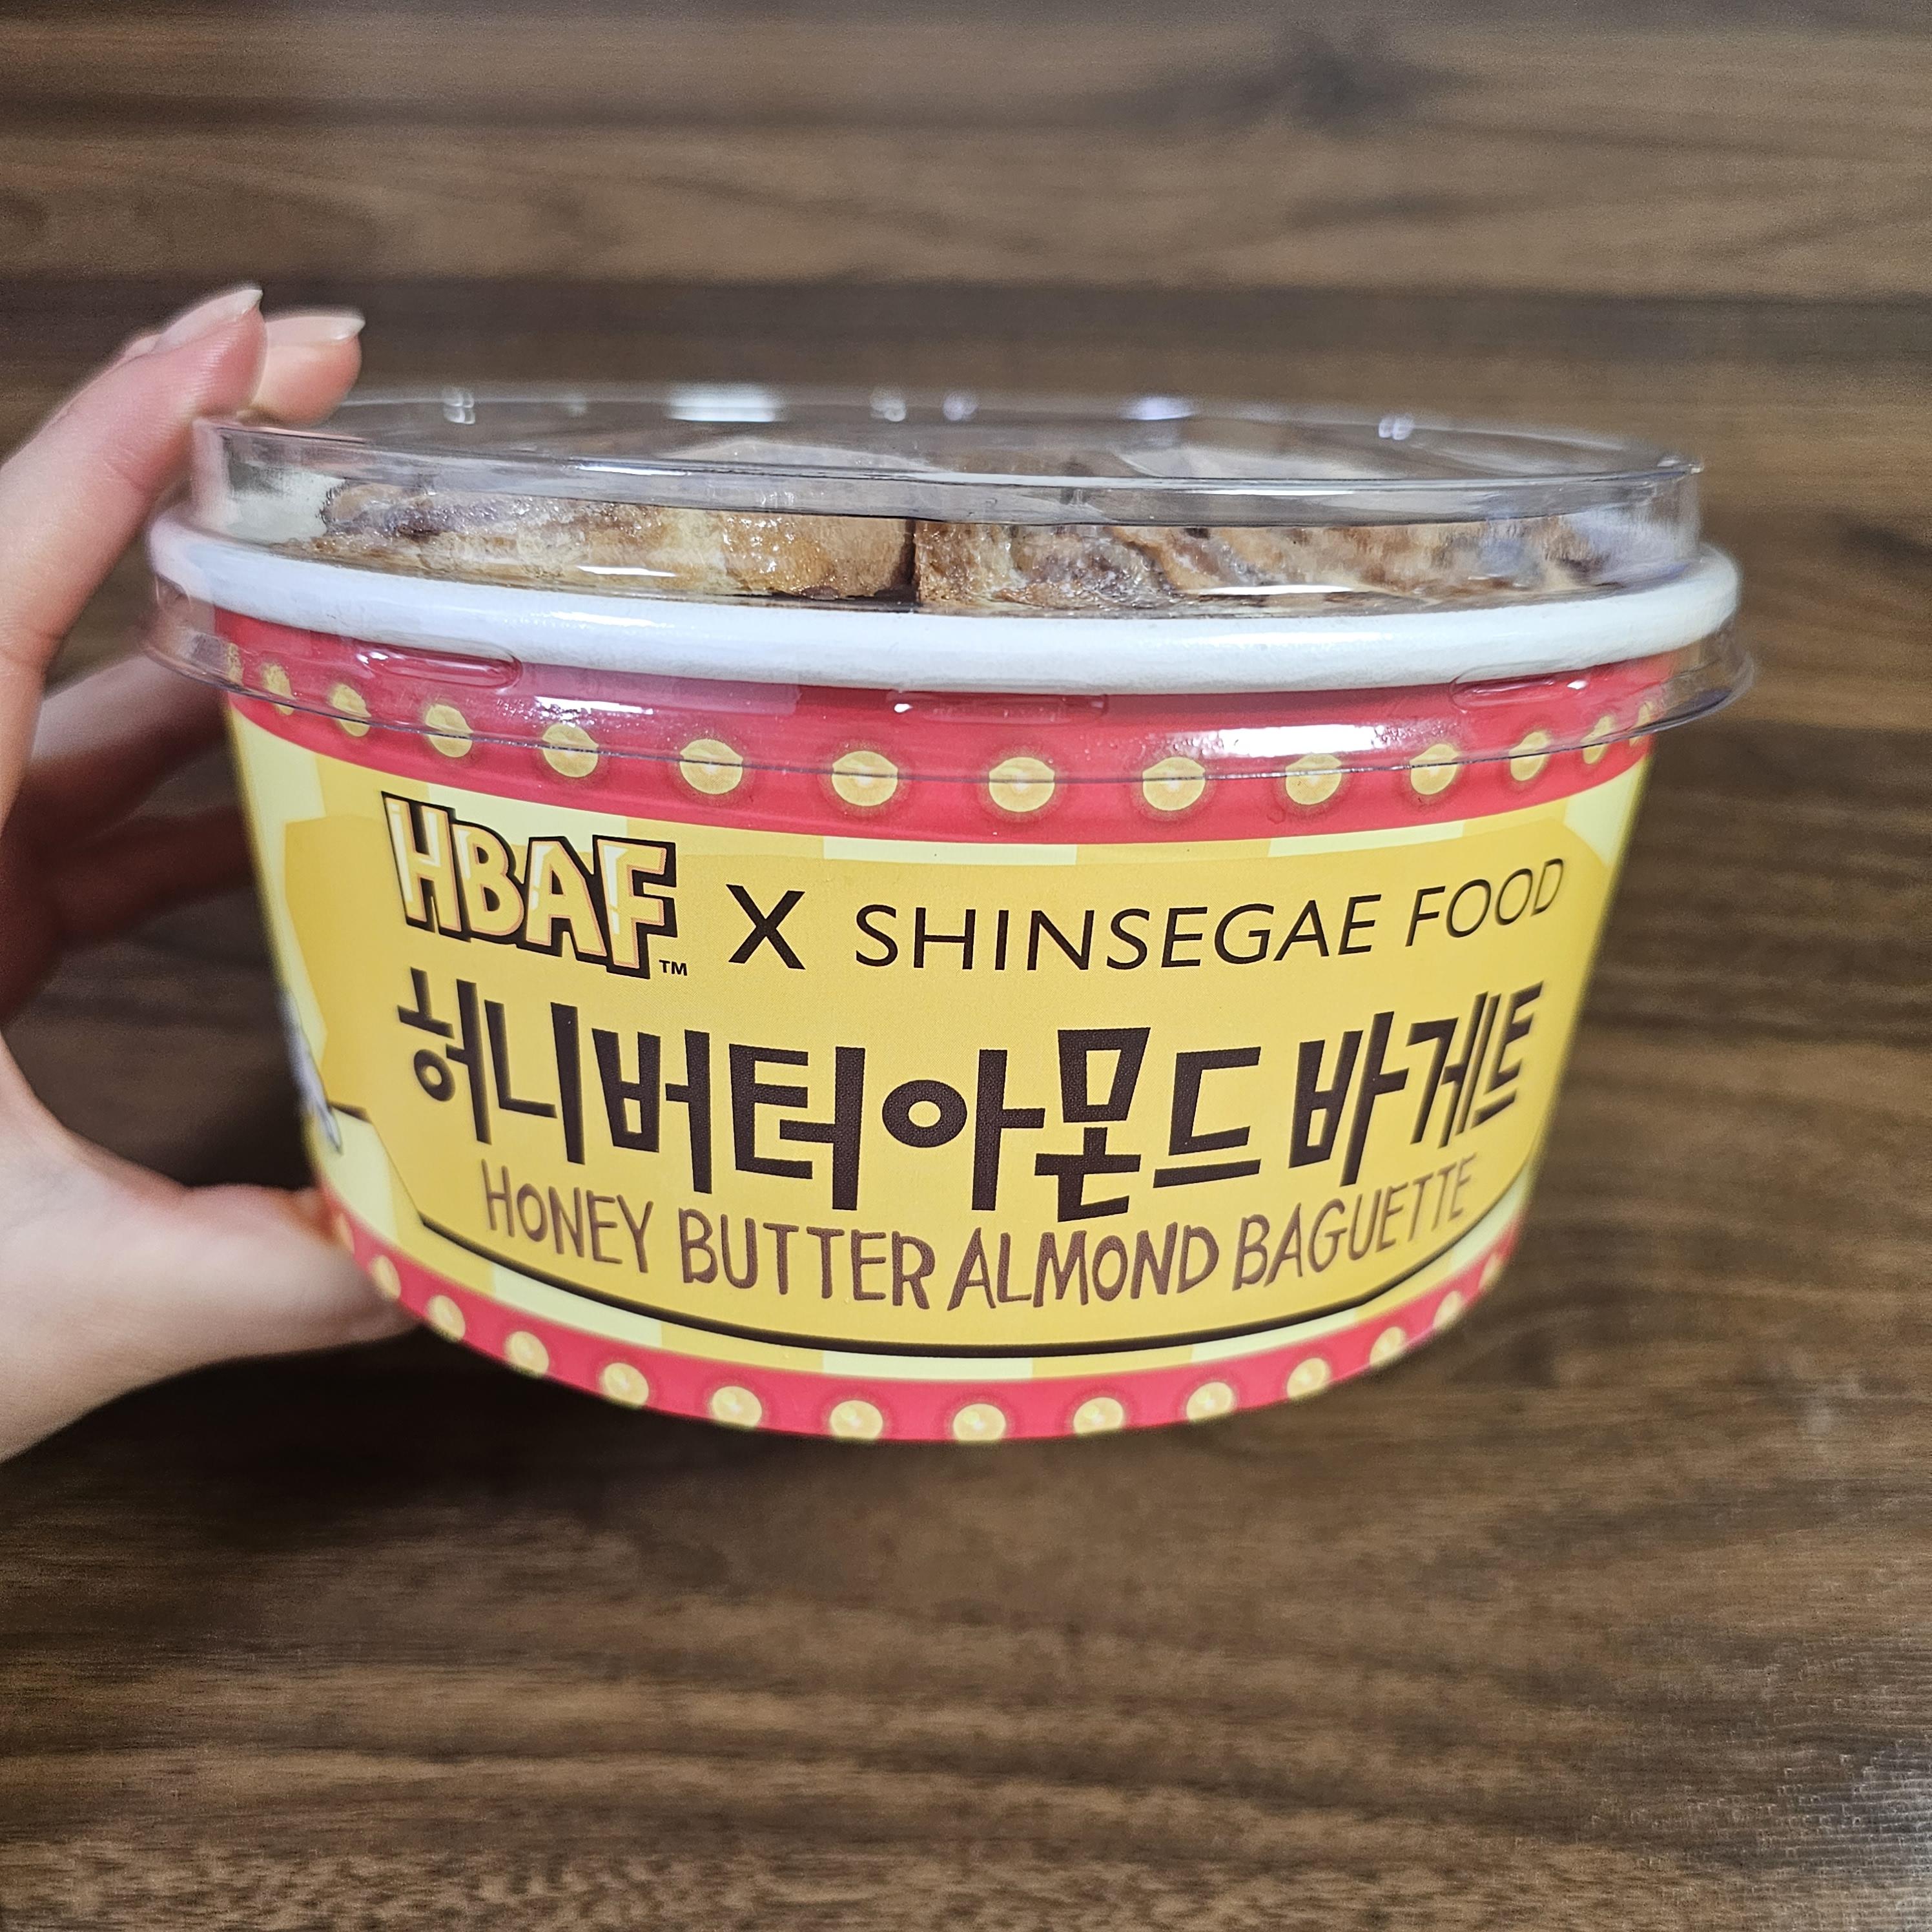 HBAF™ X SHINSEGAE FOOD
허니버터아몬드 바게트
HONEY BUTTER ALMOND BAGUETTE